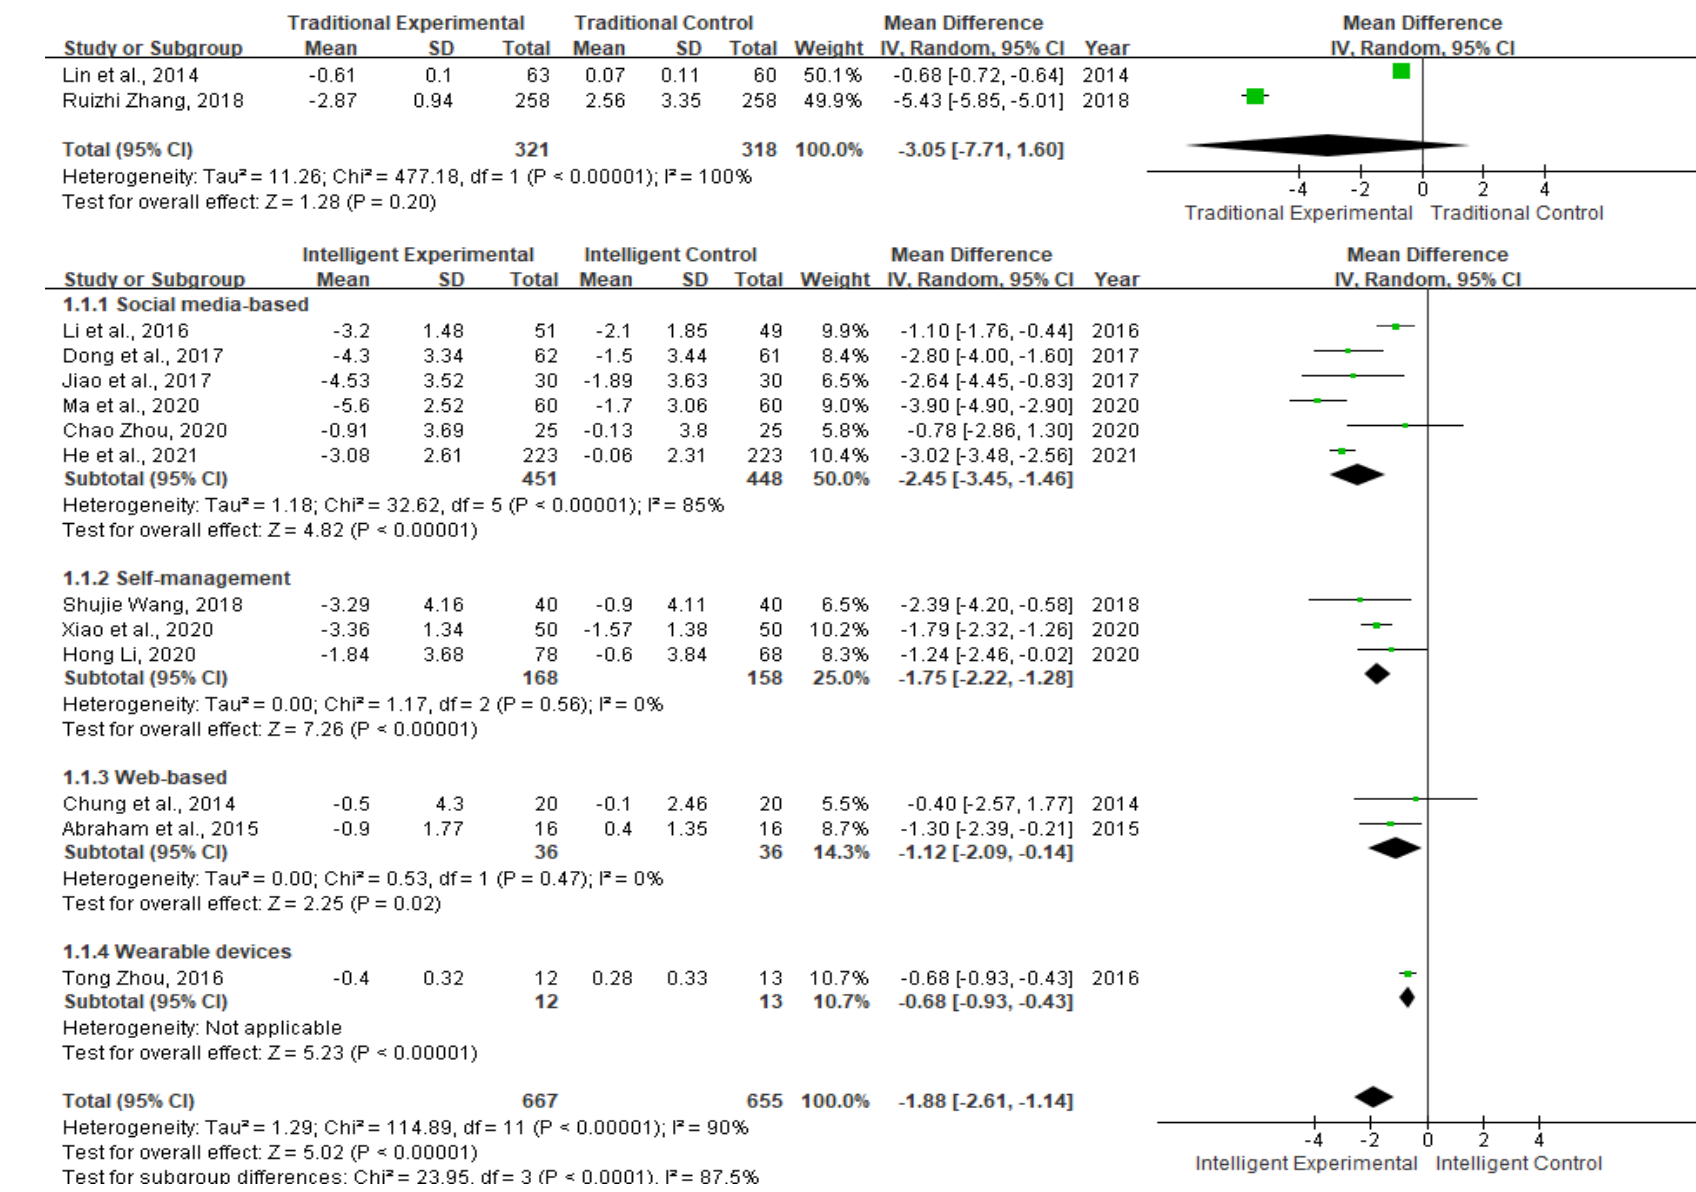 Traditional Experimental Traditional Control Mean Difference Mean Difference
Study or Subgroup Mean SD Total Mean SD Total Weight IV, Random, 95% CI Year IV, Random, 95% CI
Lin et al., 2014 -0.61 0.1 63 0.07 0.11 60 50.1% -0.68 [-0.72, -0.64] 2014
Ruizhi Zhang, 2018 -2.87 0.94 258 2.56 3.35 258 49.9% -5.43 [-5.85, -5.01] 2018
Total (95% CI) 321 318 100.0% -3.05 [-7.71, 1.60]
Heterogeneity: Tau² = 11.26; Chi² = 477.18, df = 1 (P < 0.00001); I² = 100%
Test for overall effect: Z = 1.28 (P = 0.20)
-4 -2 0 2 4
Traditional Experimental Traditional Control
Intelligent Experimental Intelligent Control Mean Difference Mean Difference
Study or Subgroup Mean SD Total Mean SD Total Weight IV, Random, 95% CI Year IV, Random, 95% CI
1.1.1 Social media-based
Li et al., 2016 -3.2 1.48 51 -2.1 1.85 49 9.9% -1.10 [-1.76, -0.44] 2016
Dong et al., 2017 -4.3 3.34 62 -1.5 3.44 61 8.4% -2.80 [-4.00, -1.60] 2017
Jiao et al., 2017 -4.53 3.52 30 -1.89 3.63 30 6.5% -2.64 [-4.45, -0.83] 2017
Ma et al., 2020 -5.6 2.52 60 -1.7 3.06 60 9.0% -3.90 [-4.90, -2.90] 2020
Chao Zhou, 2020 -0.91 3.69 25 -0.13 3.8 25 5.8% -0.78 [-2.86, 1.30] 2020
He et al., 2021 -3.08 2.61 223 -0.06 2.31 223 10.4% -3.02 [-3.48, -2.56] 2021
Subtotal (95% CI) 451 448 50.0% -2.45 [-3.45, -1.46]
Heterogeneity: Tau² = 1.18; Chi² = 32.62, df = 5 (P < 0.00001); I² = 85%
Test for overall effect: Z = 4.82 (P < 0.00001)
1.1.2 Self-management
Shujie Wang, 2018 -3.29 4.16 40 -0.9 4.11 40 6.5% -2.39 [-4.20, -0.58] 2018
Xiao et al., 2020 -3.36 1.34 50 -1.57 1.38 50 10.2% -1.79 [-2.32, -1.26] 2020
Hong Li, 2020 -1.84 3.68 78 -0.6 3.84 68 8.3% -1.24 [-2.46, -0.02] 2020
Subtotal (95% CI) 168 158 25.0% -1.75 [-2.22, -1.28]
Heterogeneity: Tau² = 0.00; Chi² = 1.17, df = 2 (P = 0.56); I² = 0%
Test for overall effect: Z = 7.26 (P < 0.00001)
1.1.3 Web-based
Chung et al., 2014 -0.5 4.3 20 -0.1 2.46 20 5.5% -0.40 [-2.57, 1.77] 2014
Abraham et al., 2015 -0.9 1.77 16 0.4 1.35 16 8.7% -1.30 [-2.39, -0.21] 2015
Subtotal (95% CI) 36 36 14.3% -1.12 [-2.09, -0.14]
Heterogeneity: Tau² = 0.00; Chi² = 0.53, df = 1 (P = 0.47); I² = 0%
Test for overall effect: Z = 2.25 (P = 0.02)
1.1.4 Wearable devices
Tong Zhou, 2016 -0.4 0.32 12 0.28 0.33 13 10.7% -0.68 [-0.93, -0.43] 2016
Subtotal (95% CI) 12 13 10.7% -0.68 [-0.93, -0.43]
Heterogeneity: Not applicable
Test for overall effect: Z = 5.23 (P < 0.00001)
Total (95% CI) 667 655 100.0% -1.88 [-2.61, -1.14]
Heterogeneity: Tau² = 1.29; Chi² = 114.89, df = 11 (P < 0.00001); I² = 90%
Test for overall effect: Z = 5.02 (P < 0.00001)
Test for subgroup differences: Chi² = 23.95, df = 3 (P < 0.0001), I² = 87.5%
-4 -2 0 2 4
Intelligent Experimental Intelligent Control